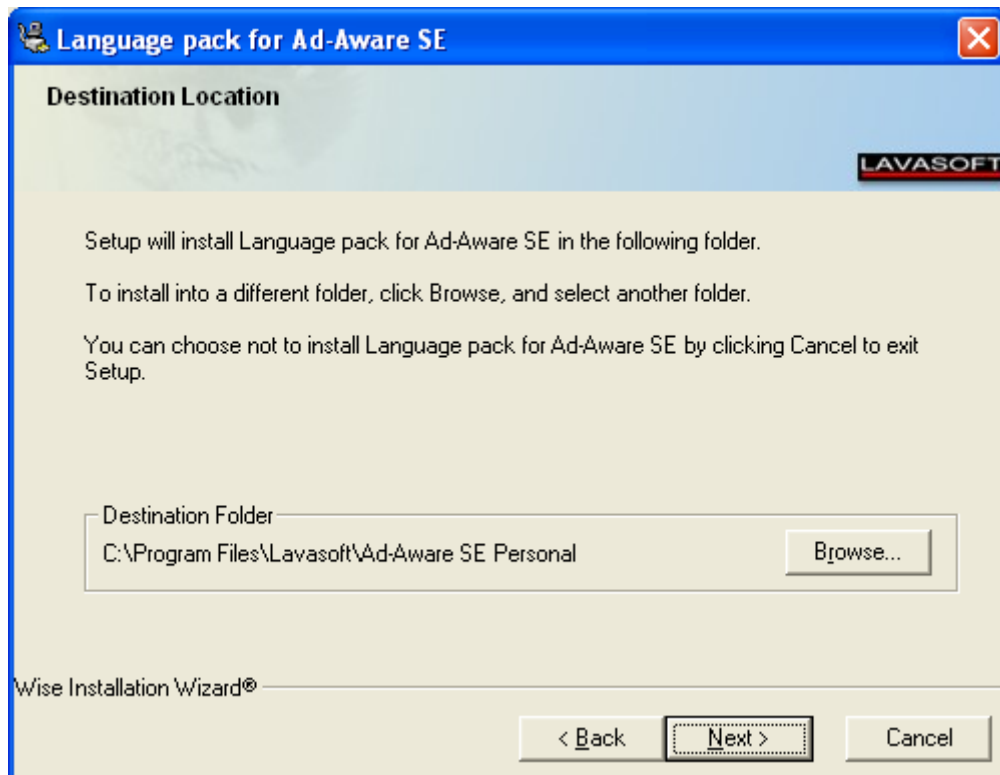 Language pack for Ad-Aware SE
Destination Location
LAVASOFT
Setup will install Language pack for Ad-Aware SE in the following folder.
To install into a different folder, click Browse, and select another folder.
You can choose not to install Language pack for Ad-Aware SE by clicking Cancel to exit
Setup.
Destination Folder
C:\Program Files\Lavasoft\Ad-Aware SE Personal
Browse...
Wise Installation Wizard®
< Back
Next >
Cancel